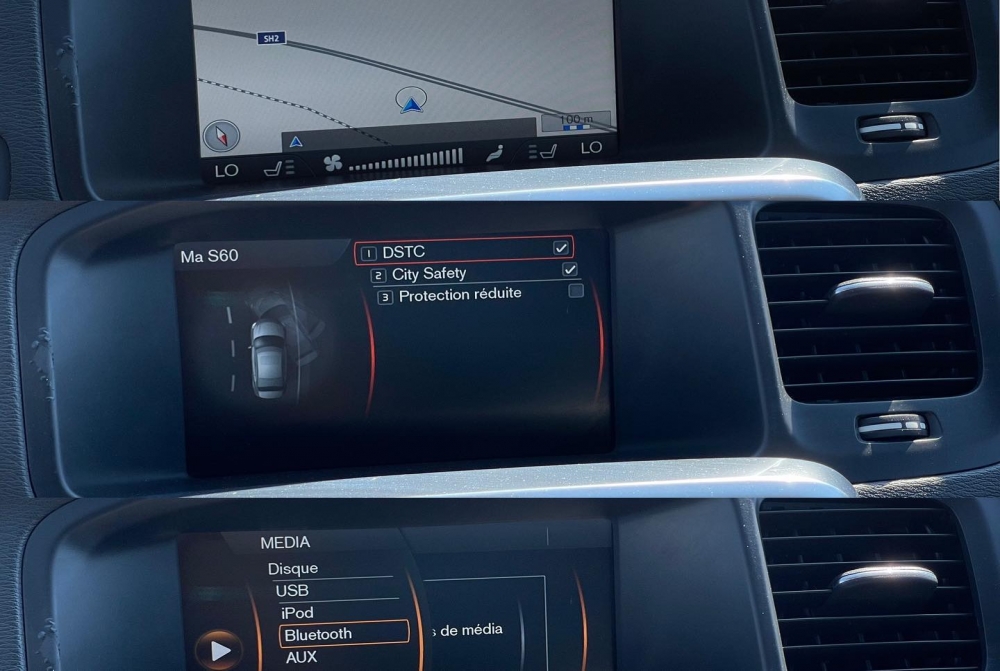 SH2
100 m
LO LO
Ma S60
1 DSTC
2 City Safety
3 Protection réduite
MEDIA
Disque
USB
iPod
Bluetooth
s de média
AUX